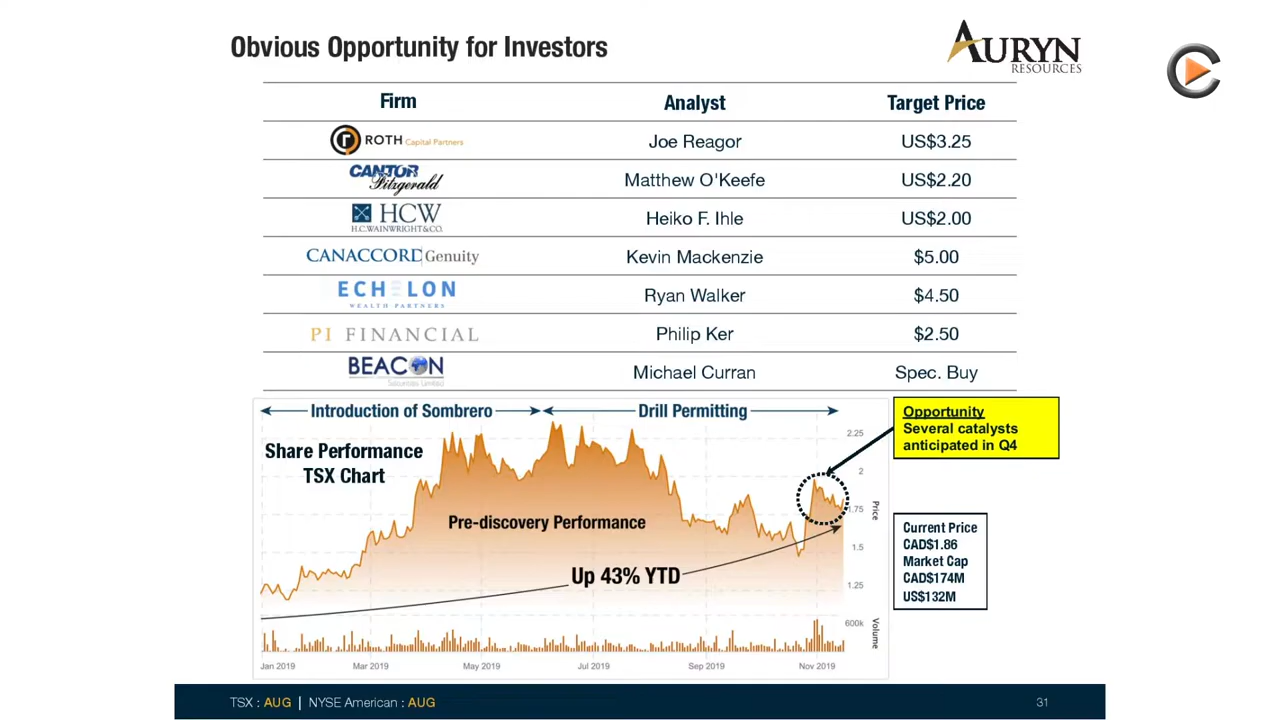 Obvious Opportunity for Investors
AURYN
RESOURCES
Firm Analyst Target Price
ROTH Capital Partners Joe Reagor US$3.25
CANTOR Fitzgerald Matthew O'Keefe US$2.20
HCW
H.C.WAINWRIGHT&CO. Heiko F. Ihle US$2.00
CANACCORD Genuity Kevin Mackenzie $5.00
ECHELON
WEALTH PARTNERS Ryan Walker $4.50
PI FINANCIAL Philip Ker $2.50
BEACON
Securities Limited Michael Curran Spec. Buy
Introduction of Sombrero Drill Permitting
Share Performance
TSX Chart
Pre-discovery Performance
Up 43% YTD
2.25
2
1.75
1.5
1.25
Price
600k
Volume
Jan 2019 Mar 2019 May 2019 Jul 2019 Sep 2019 Nov 2019
Opportunity
Several catalysts
anticipated in Q4
Current Price
CAD$1.86
Market Cap
CAD$174M
US$132M
TSX : AUG | NYSE American : AUG 31